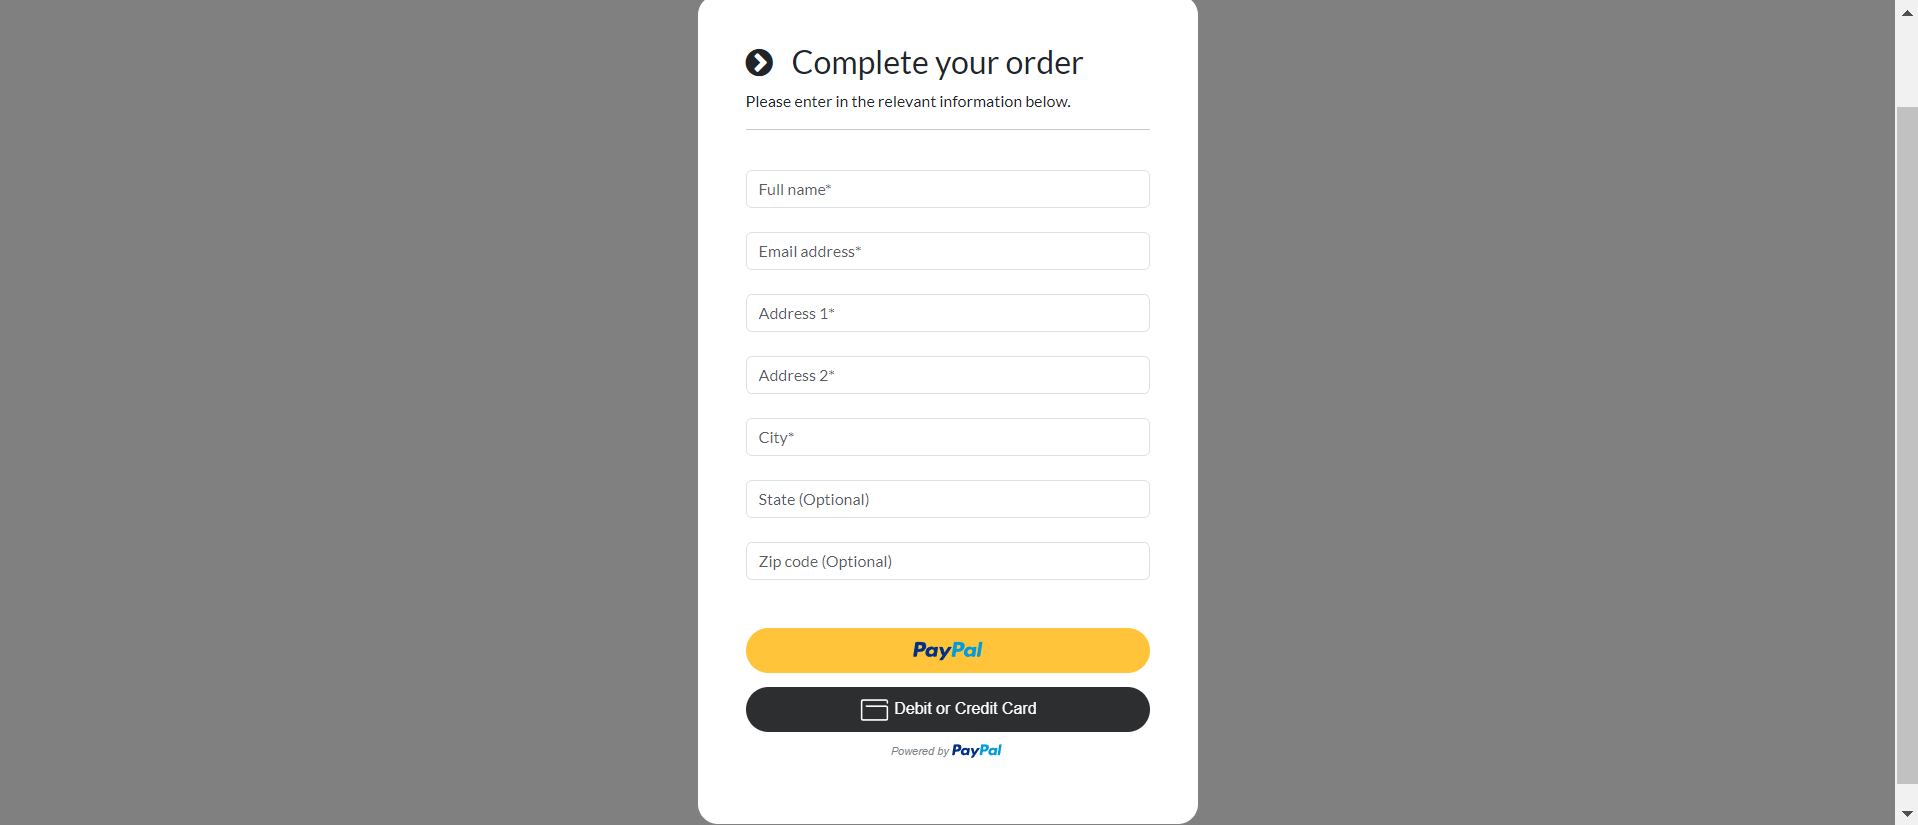 Complete your order
Please enter in the relevant information below.
Full name*
Email address*
Address 1*
Address 2*
City*
State (Optional)
Zip code (Optional)
PayPal
Debit or Credit Card
Powered by PayPal